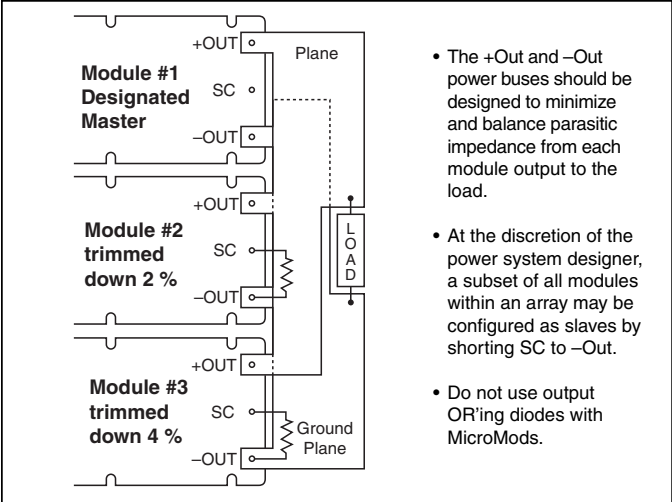 +OUT
Plane
Module #1
Designated
Master
SC
–OUT
+OUT
Module #2
trimmed
down 2 %
SC
–OUT
LOAD
+OUT
Module #3
trimmed
down 4 %
SC
–OUT
Ground
Plane
• The +Out and –Out
power buses should be
designed to minimize
and balance parasitic
impedance from each
module output to the
load.
• At the discretion of the
power system designer,
a subset of all modules
within an array may be
configured as slaves by
shorting SC to –Out.
• Do not use output
OR'ing diodes with
MicroMods.